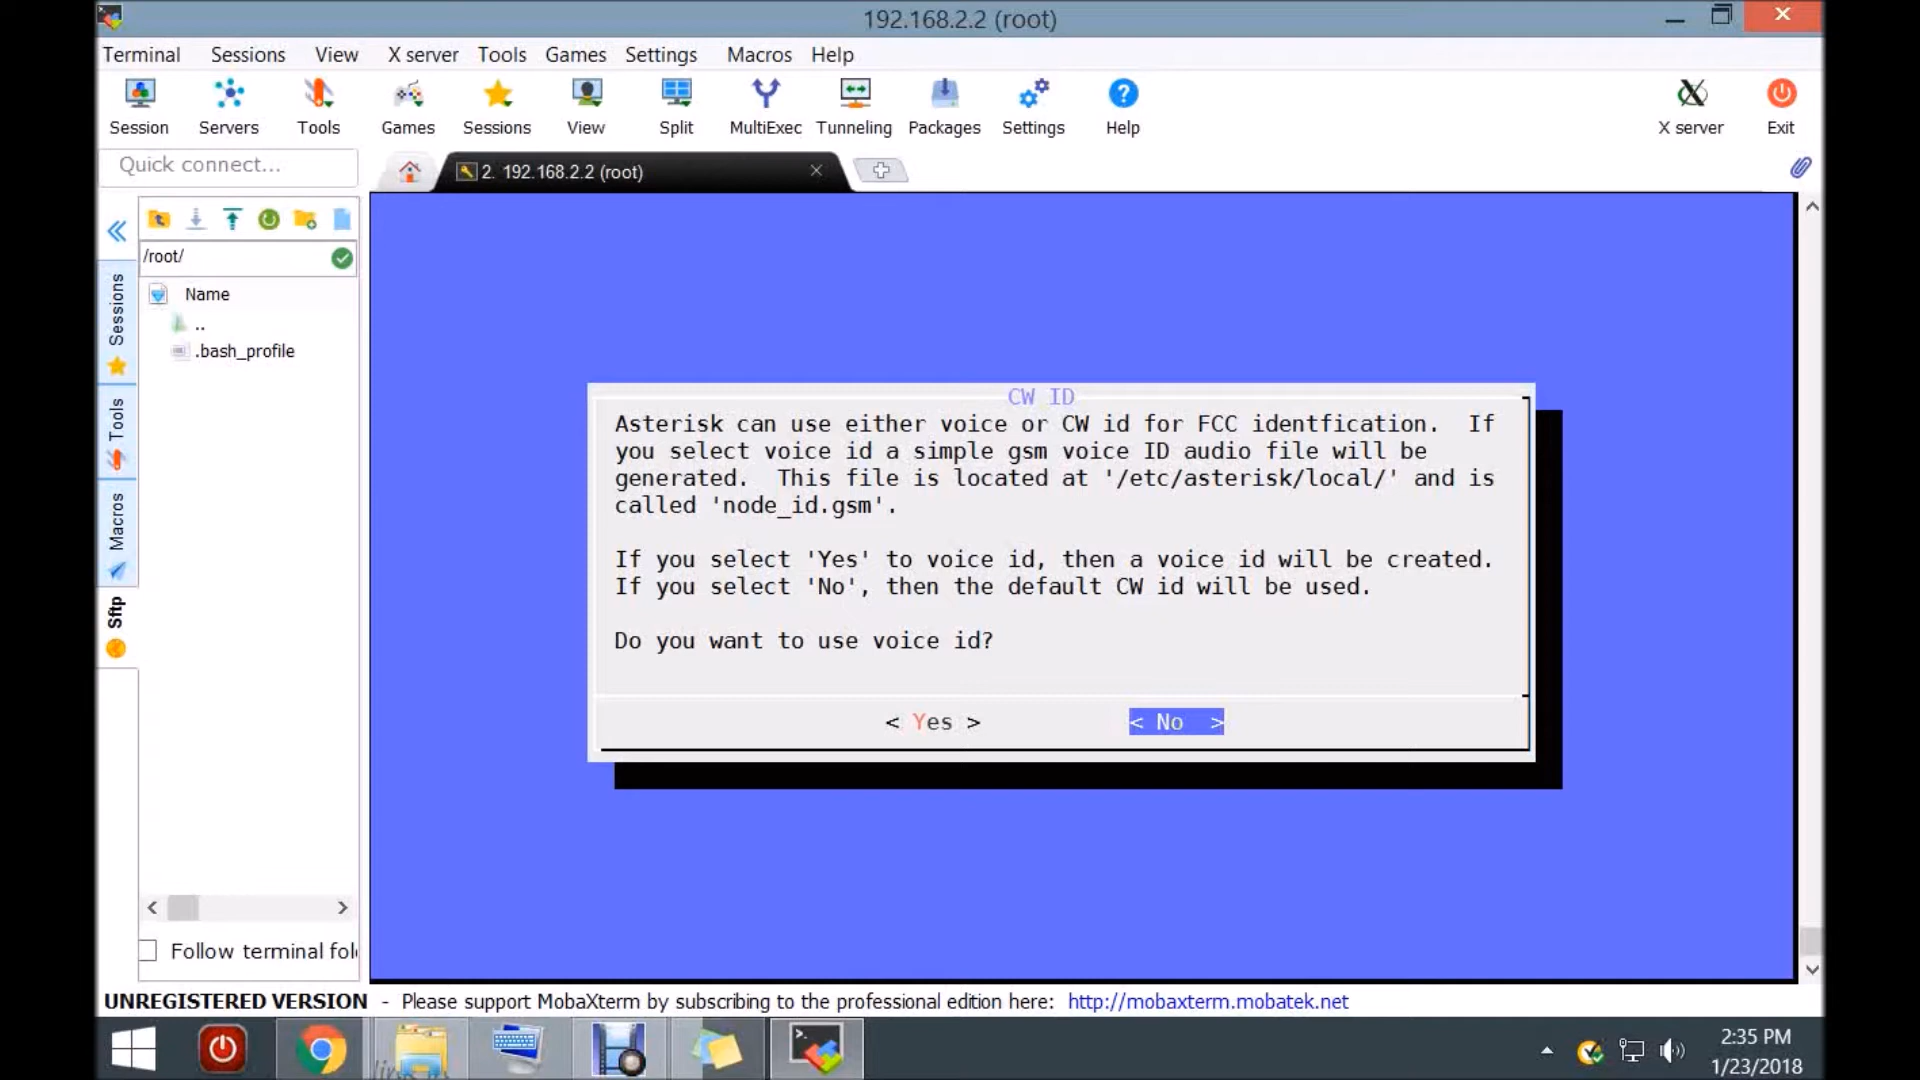 192.168.2.2 (root)
Terminal Sessions View X server Tools Games Settings Macros Help
Session Servers Tools Games Sessions View Split MultiExec Tunneling Packages Settings Help X server Exit
Quick connect...
2. 192.168.2.2 (root)
/root/
Name
..
.bash_profile
Sessions
Tools
Macros
Sftp
CW ID
Asterisk can use either voice or CW id for FCC identfication. If
you select voice id a simple gsm voice ID audio file will be
generated. This file is located at '/etc/asterisk/local/' and is
called 'node_id.gsm'.
If you select 'Yes' to voice id, then a voice id will be created.
If you select 'No', then the default CW id will be used.
Do you want to use voice id?
< Yes > < No >
Follow terminal fol
UNREGISTERED VERSION - Please support MobaXterm by subscribing to the professional edition here: http://mobaxterm.mobatek.net
2:35 PM
1/23/2018